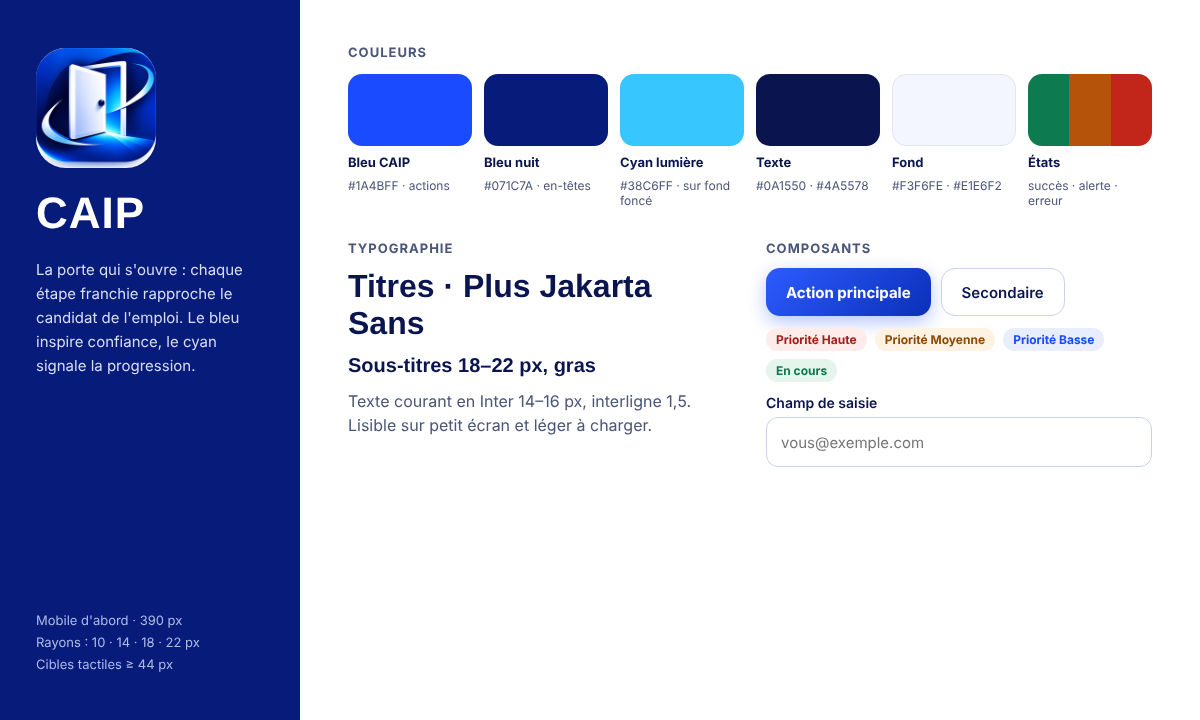 CAIP
La porte qui s'ouvre : chaque
étape franchie rapproche le
candidat de l'emploi. Le bleu
inspire confiance, le cyan
signale la progression.
Mobile d'abord · 390 px
Rayons : 10 · 14 · 18 · 22 px
Cibles tactiles ≥ 44 px
COULEURS
Bleu CAIP
#1A4BFF · actions
Bleu nuit
#071C7A · en-têtes
Cyan lumière
#38C6FF · sur fond
foncé
Texte
#0A1550 · #4A5578
Fond
#F3F6FE · #E1E6F2
États
succès · alerte ·
erreur
TYPOGRAPHIE
Titres · Plus Jakarta
Sans
Sous-titres 18–22 px, gras
Texte courant en Inter 14–16 px, interligne 1,5.
Lisible sur petit écran et léger à charger.
COMPOSANTS
Action principale
Secondaire
Priorité Haute
Priorité Moyenne
Priorité Basse
En cours
Champ de saisie
vous@exemple.com